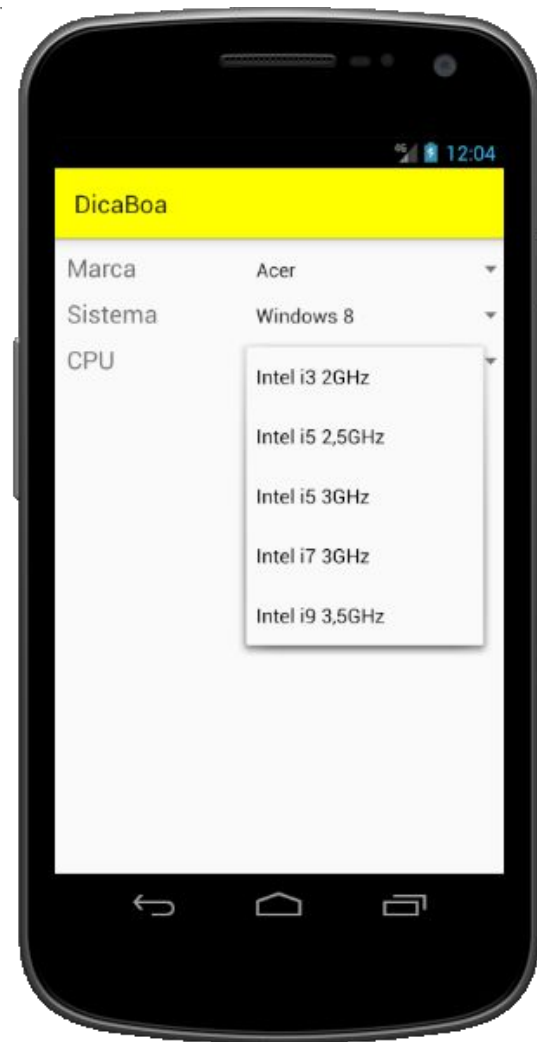 4G 12:04
DicaBoa
Marca Acer
Sistema Windows 8
CPU
Intel i3 2GHz
Intel i5 2,5GHz
Intel i5 3GHz
Intel i7 3GHz
Intel i9 3,5GHz